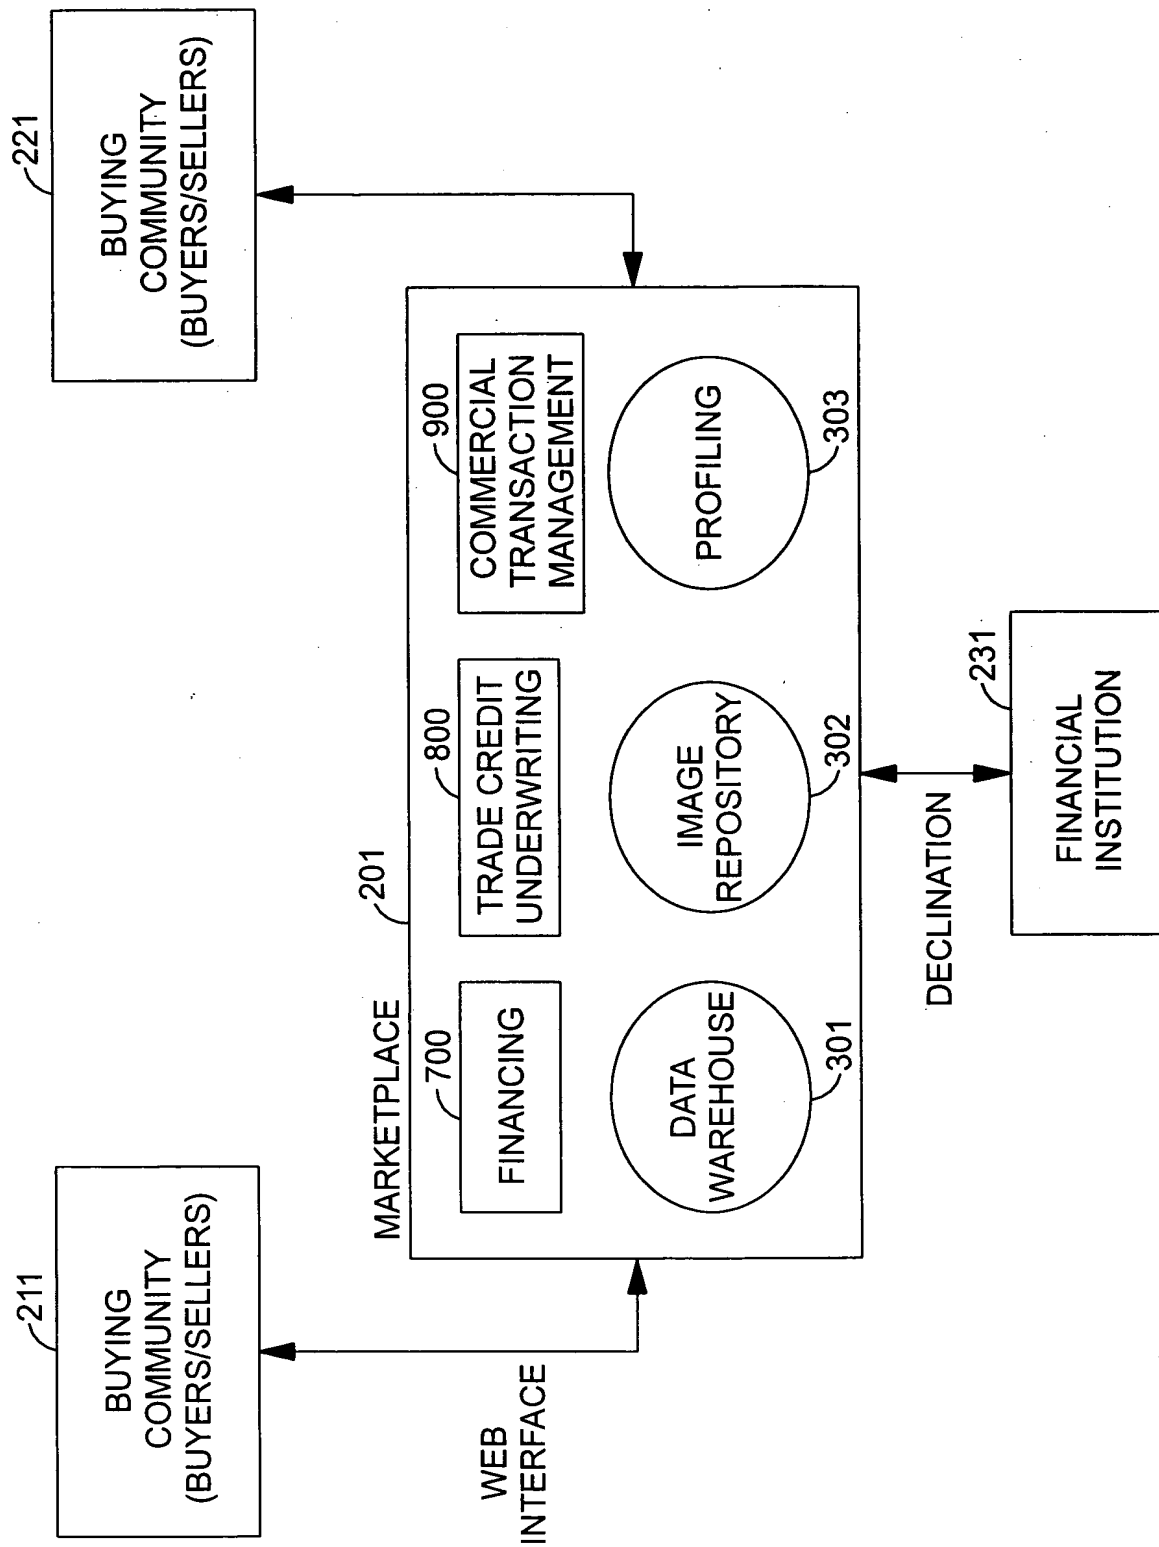 211
BUYING
COMMUNITY
(BUYERS/SELLERS)
221
BUYING
COMMUNITY
(BUYERS/SELLERS)
WEB
INTERFACE
MARKETPLACE
201
700
FINANCING
800
TRADE CREDIT
UNDERWRITING
900
COMMERCIAL
TRANSACTION
MANAGEMENT
DATA
WAREHOUSE
301
IMAGE
REPOSITORY
302
PROFILING
303
DECLINATION
231
FINANCIAL
INSTITUTION